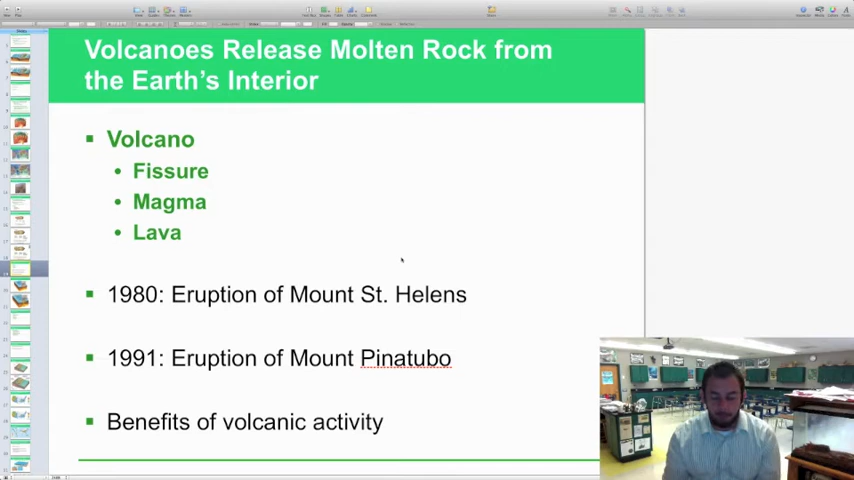 Volcanoes Release Molten Rock from
the Earth's Interior
Volcano
Fissure
Magma
Lava
1980: Eruption of Mount St. Helens
1991: Eruption of Mount Pinatubo
Benefits of volcanic activity